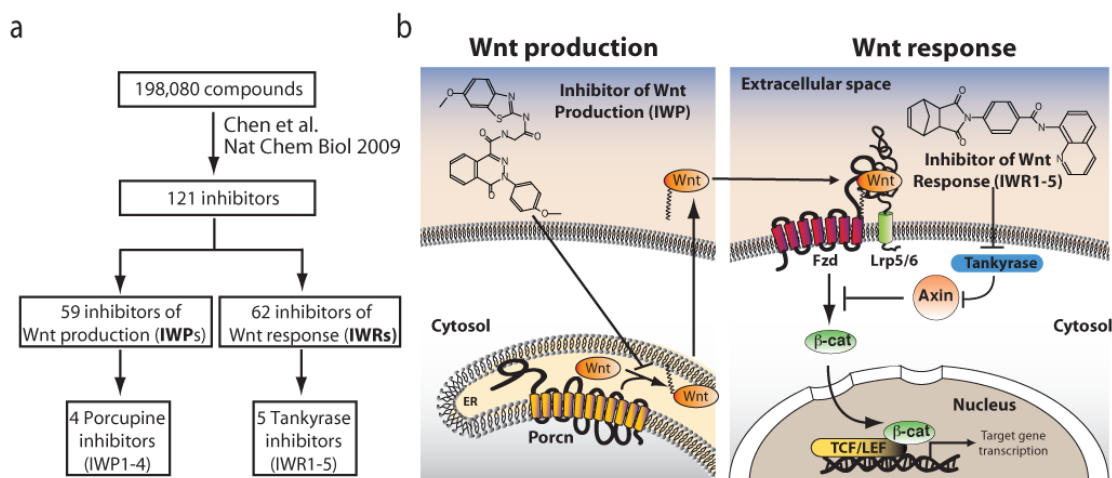 a
198,080 compounds
Chen et al.
Nat Chem Biol 2009
121 inhibitors
59 inhibitors of
Wnt production (IWPs)
62 inhibitors of
Wnt response (IWRs)
4 Porcupine
inhibitors
(IWP1-4)
5 Tankyrase
inhibitors
(IWR1-5)
b
Wnt production
O
N
S
N
H
O
H
N
O
N
N
O
O
Inhibitor of Wnt
Production (IWP)
Wnt
Cytosol
ER
Wnt
Wnt
Porcn
Wnt response
Extracellular space
O
N
O
O
N
H
N
Inhibitor of Wnt
Response (IWR1-5)
Wnt
Fzd
Lrp5/6
Tankyrase
Axin
β-cat
Cytosol
Nucleus
β-cat
TCF/LEF
Target gene
transcription